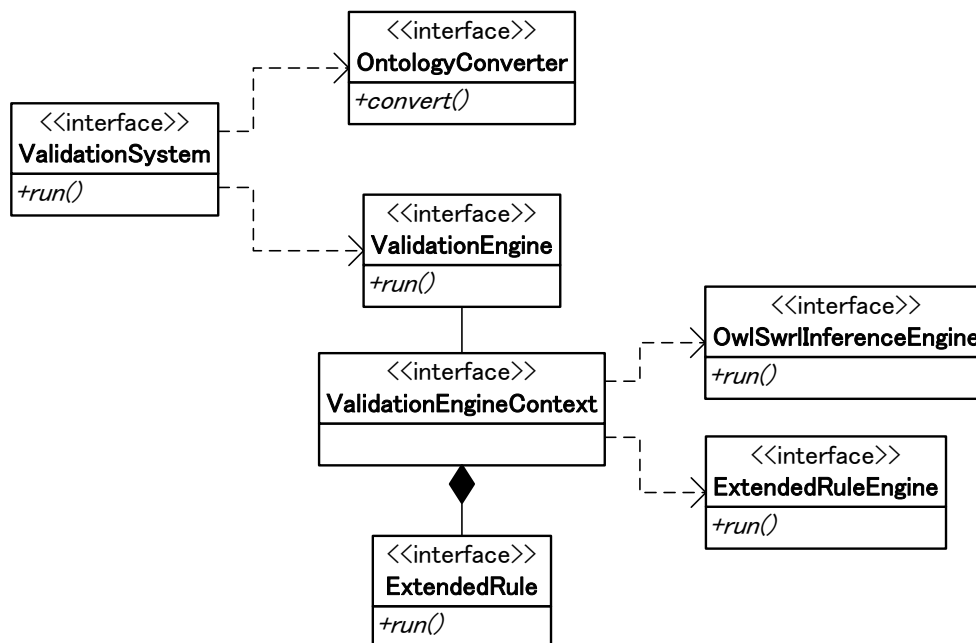 <<interface>>
OntologyConverter
+convert()
<<interface>>
ValidationSystem
+run()
<<interface>>
ValidationEngine
+run()
<<interface>>
OwlSwrlInferenceEngine
+run()
<<interface>>
ValidationEngineContext
<<interface>>
ExtendedRuleEngine
+run()
<<interface>>
ExtendedRule
+run()